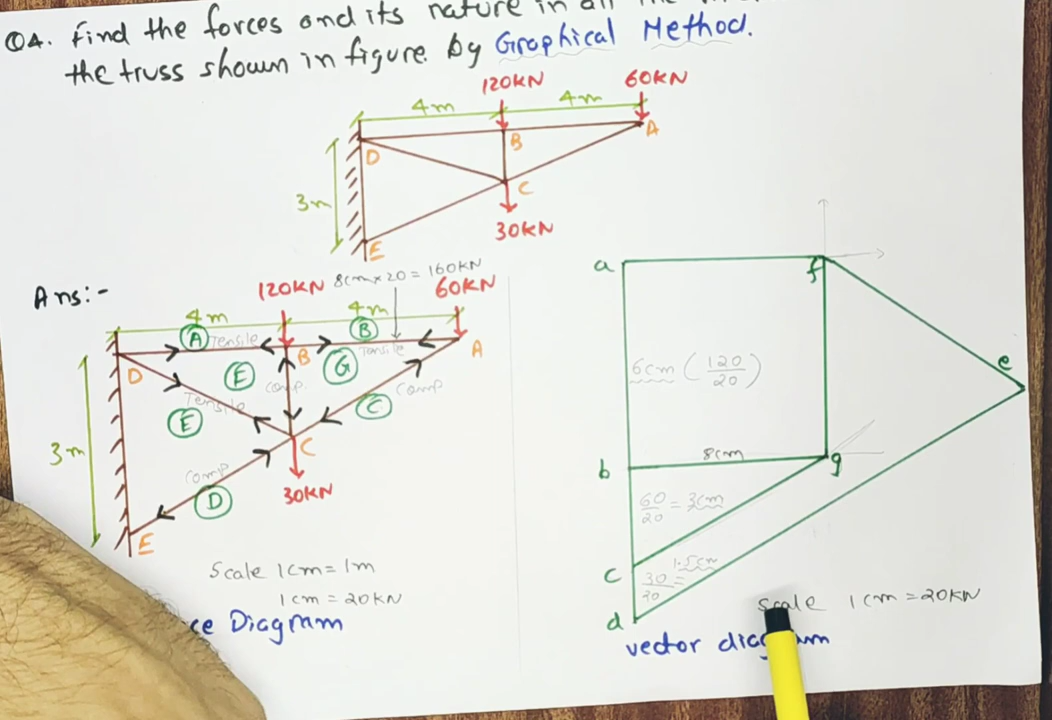 Q4. Find the forces and its nature in all
the truss shown in figure by Graphical Method.
120KN
60KN
4m
4m
B
A
D
3m
C
E
30KN
Ans:-
120KN
8cm×20 = 160KN
60KN
4m
4m
A
Tensile
B
Tensile
B
A
D
E
comp.
G
comp
Tensile
E
C
C
3m
comp
D
30KN
E
Scale 1cm = 1m
1cm = 20KN
ce Diagram
a
f
6cm (120/20)
e
b
8cm
g
60/20 = 3cm
c
1.5cm
30/20 =
d
scale 1cm = 20KN
vector diagram